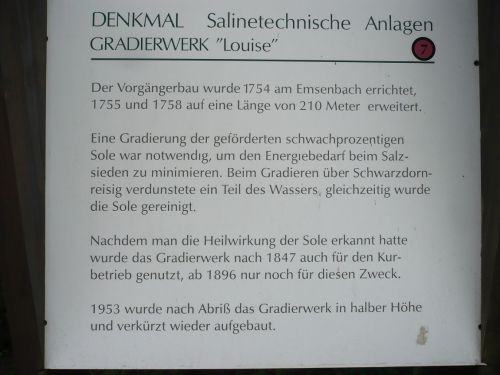 DENKMAL Salinetechnische Anlagen
GRADIERWERK "Louise"
7
Der Vorgängerbau wurde 1754 am Emsenbach errichtet,
1755 und 1758 auf eine Länge von 210 Meter erweitert.
Eine Gradierung der geförderten schwachprozentigen
Sole war notwendig, um den Energiebedarf beim Salz-
sieden zu minimieren. Beim Gradieren über Schwarzdorn-
reisig verdunstete ein Teil des Wassers, gleichzeitig wurde
die Sole gereinigt.
Nachdem man die Heilwirkung der Sole erkannt hatte
wurde das Gradierwerk nach 1847 auch für den Kur-
betrieb genutzt, ab 1896 nur noch für diesen Zweck.
1953 wurde nach Abriß das Gradierwerk in halber Höhe
und verkürzt wieder aufgebaut.